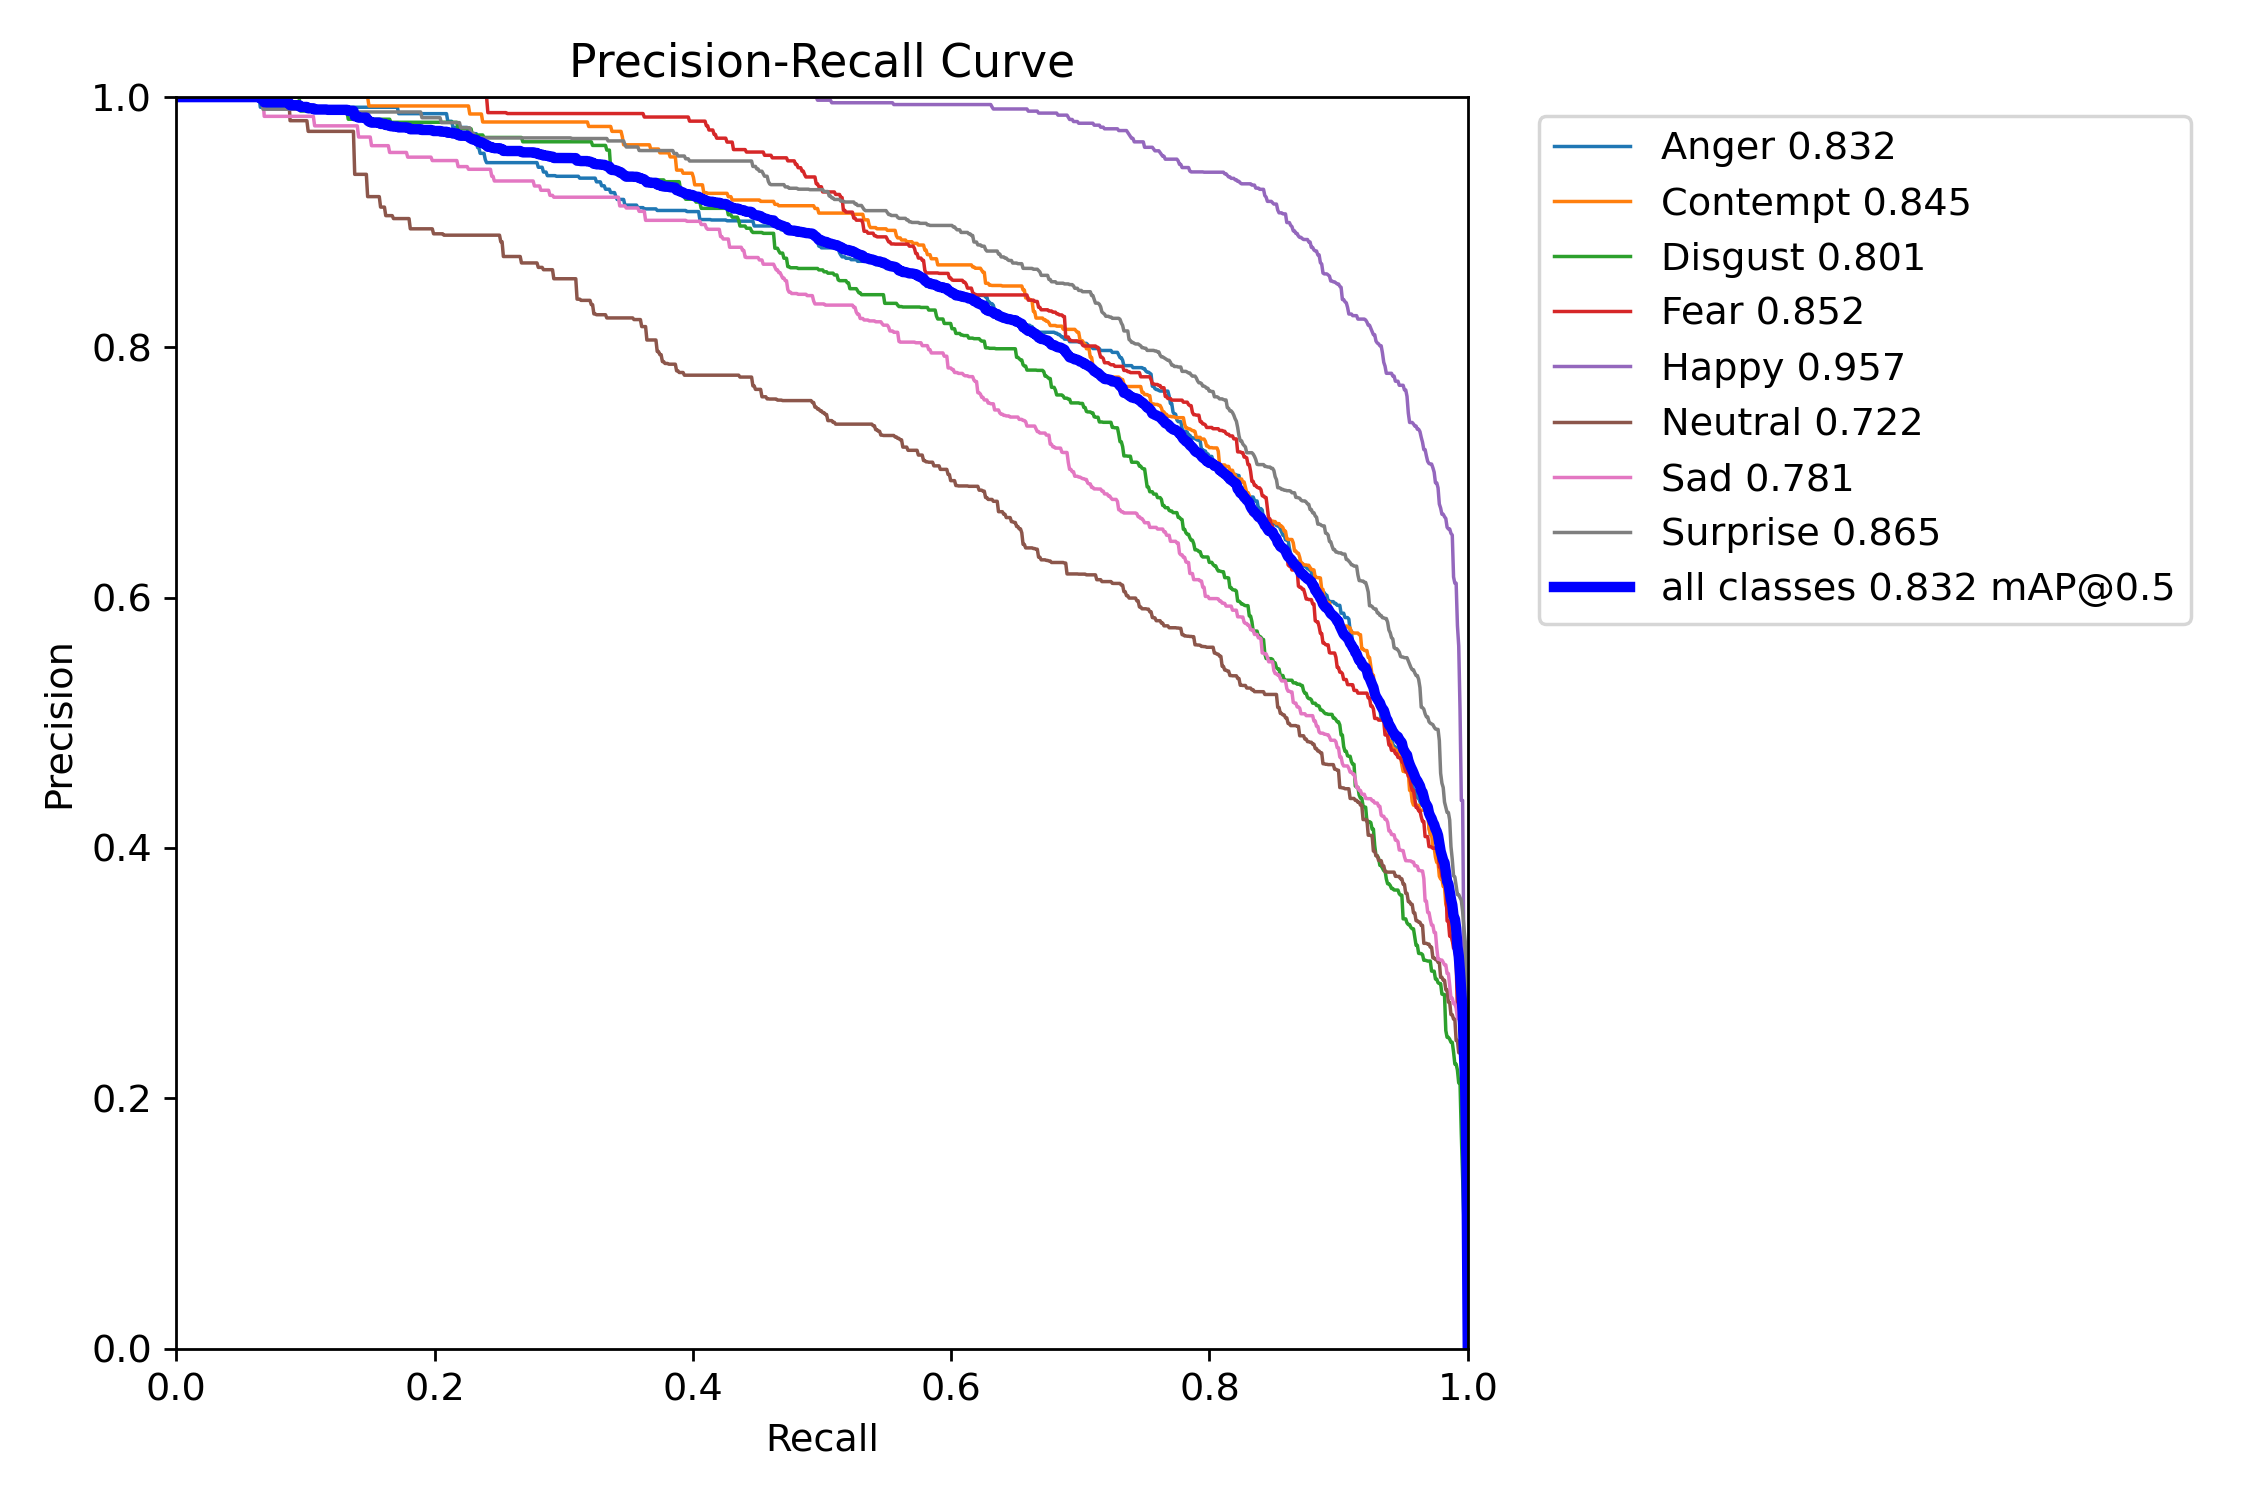 Precision-Recall Curve
1.0
0.8
0.6
0.4
0.2
0.0
Precision
0.0 0.2 0.4 0.6 0.8 1.0
Recall
Anger 0.832
Contempt 0.845
Disgust 0.801
Fear 0.852
Happy 0.957
Neutral 0.722
Sad 0.781
Surprise 0.865
all classes 0.832 mAP@0.5